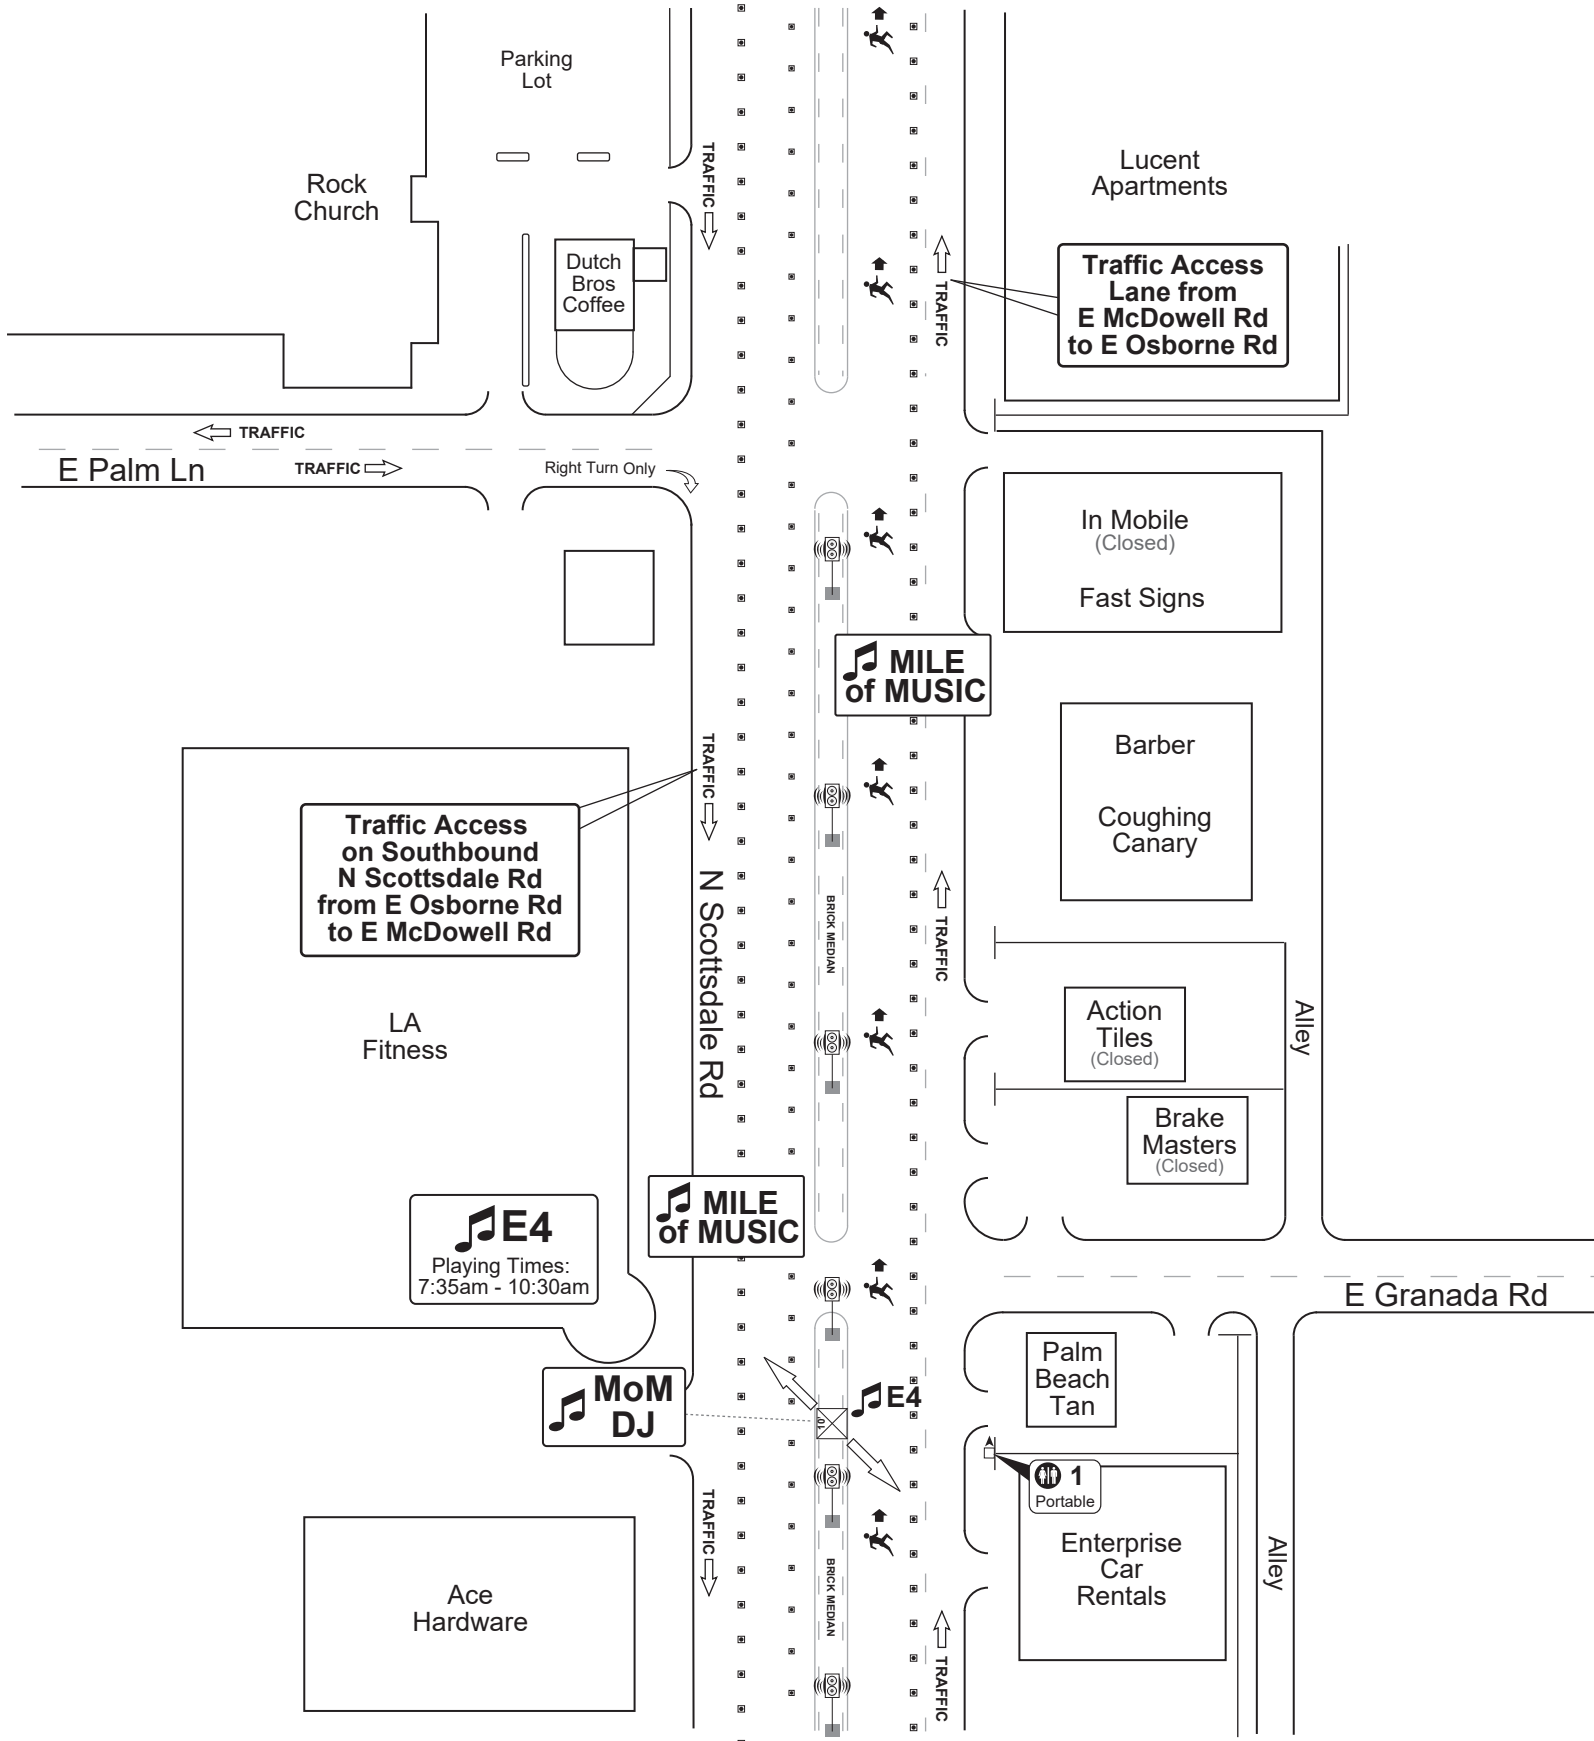 Parking
Lot
TRAFFIC
Rock
Church
Lucent
Apartments
Dutch
Bros
Coffee
TRAFFIC
Traffic Access
Lane from
E McDowell Rd
to E Osborne Rd
TRAFFIC
E Palm Ln
TRAFFIC
Right Turn Only
In Mobile
(Closed)
Fast Signs
MILE
of MUSIC
Barber
Coughing
Canary
TRAFFIC
Traffic Access
on Southbound
N Scottsdale Rd
from E Osborne Rd
to E McDowell Rd
N Scottsdale Rd
BRICK MEDIAN
TRAFFIC
LA
Fitness
Action
Tiles
(Closed)
Alley
Brake
Masters
(Closed)
MILE
of MUSIC
E4
Playing Times:
7:35am - 10:30am
E Granada Rd
Palm
Beach
Tan
MoM
DJ
10'
E4
1
Portable
TRAFFIC
BRICK MEDIAN
Enterprise
Car
Rentals
Alley
Ace
Hardware
TRAFFIC